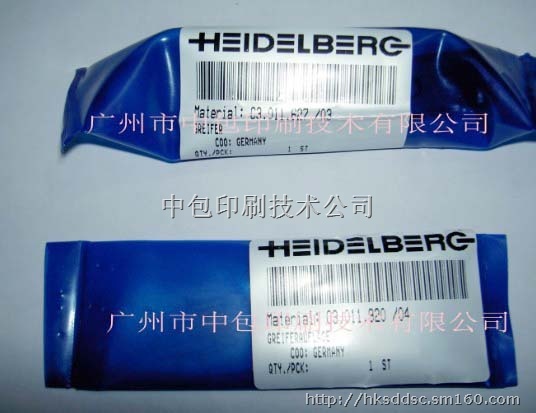 HEIDELBERG
Material: C3.011.827 /03
广州市中包印刷技术有限公司
GREIFER
COO: GERMANY
QTY./PCK: 1 ST
中包印刷技术公司
HEIDELBERG
Material: C3.011.920 /04
广州市中包印刷技术有限公司
GREIFERAUFLAGE
COO: GERMANY
QTY./PCK: 1 ST
http://hksddsc.sm160.com/